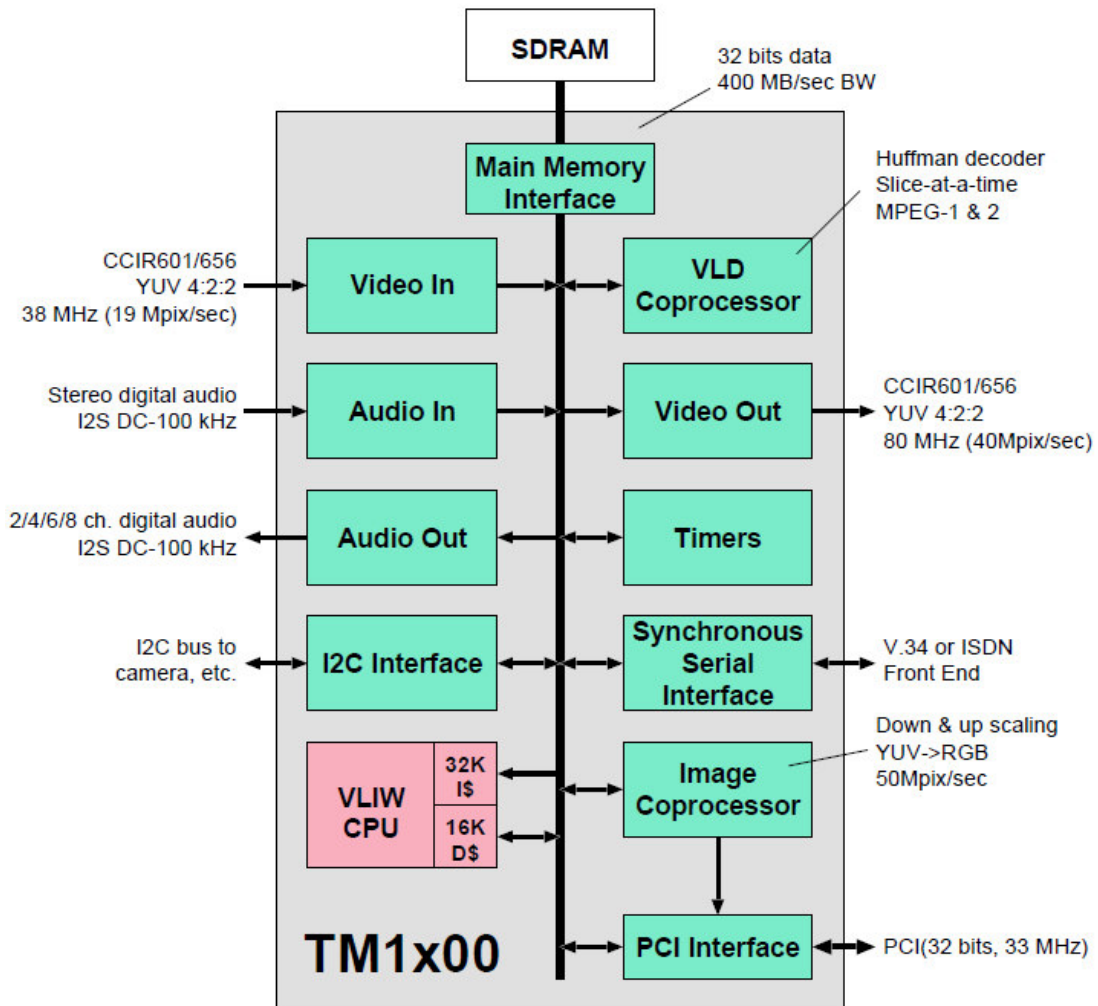 SDRAM
32 bits data
400 MB/sec BW
Main Memory
Interface
Huffman decoder
Slice-at-a-time
MPEG-1 & 2
CCIR601/656
YUV 4:2:2
38 MHz (19 Mpix/sec)
Video In
VLD
Coprocessor
Stereo digital audio
I2S DC-100 kHz
Audio In
Video Out
CCIR601/656
YUV 4:2:2
80 MHz (40Mpix/sec)
2/4/6/8 ch. digital audio
I2S DC-100 kHz
Audio Out
Timers
I2C bus to
camera, etc.
I2C Interface
Synchronous
Serial
Interface
V.34 or ISDN
Front End
Down & up scaling
YUV->RGB
50Mpix/sec
VLIW
CPU
32K
I$
16K
D$
Image
Coprocessor
TM1x00
PCI Interface
PCI(32 bits, 33 MHz)